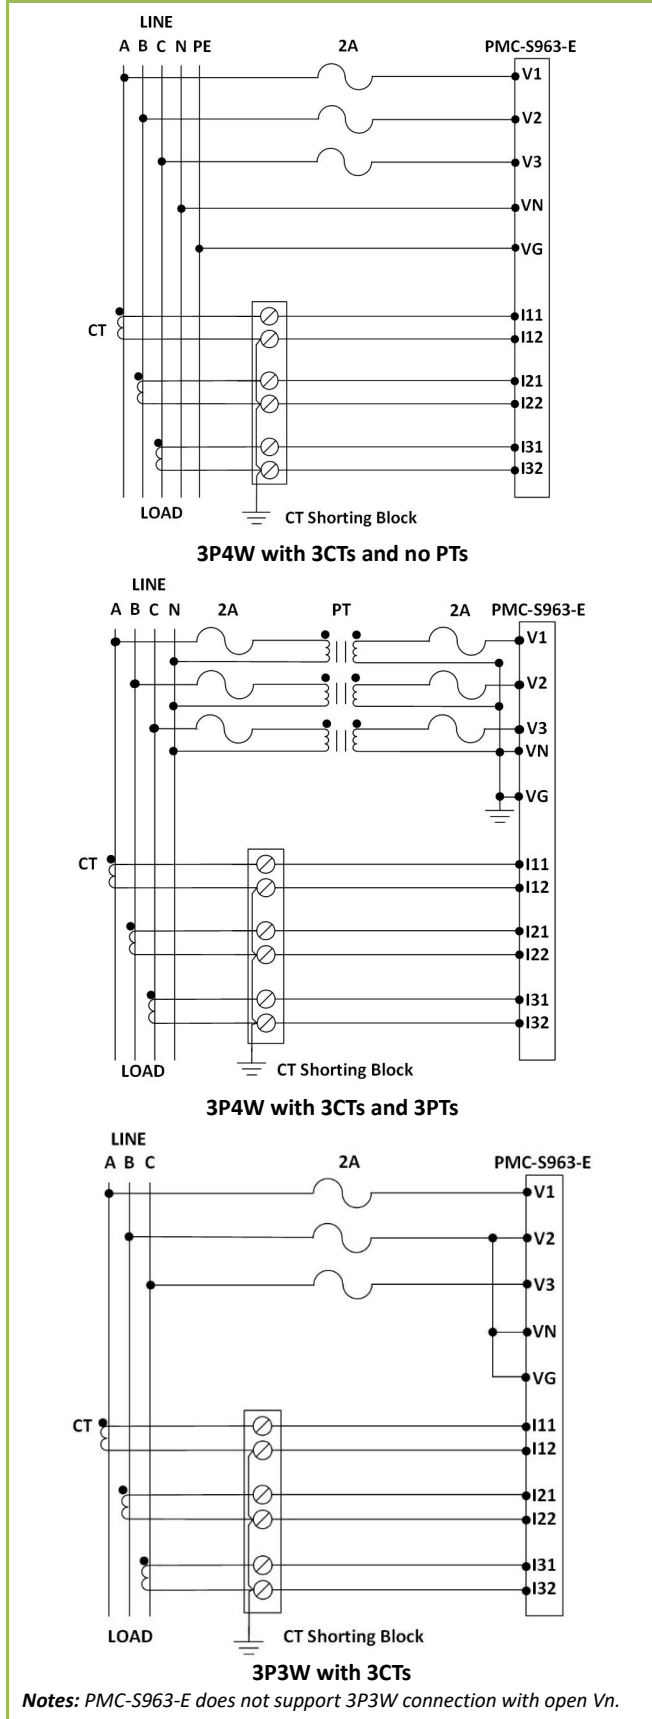 LINE
A B C N PE 2A PMC-S963-E
V1
V2
V3
VN
VG
I11
CT
I12
I21
I22
I31
I32
LOAD CT Shorting Block
3P4W with 3CTs and no PTs
LINE
A B C N 2A PT 2A PMC-S963-E
V1
V2
V3
VN
VG
CT I11
I12
I21
I22
I31
I32
LOAD CT Shorting Block
3P4W with 3CTs and 3PTs
LINE
A B C 2A PMC-S963-E
V1
V2
V3
VN
VG
CT I11
I12
I21
I22
I31
I32
LOAD CT Shorting Block
3P3W with 3CTs
Notes: PMC-S963-E does not support 3P3W connection with open Vn.